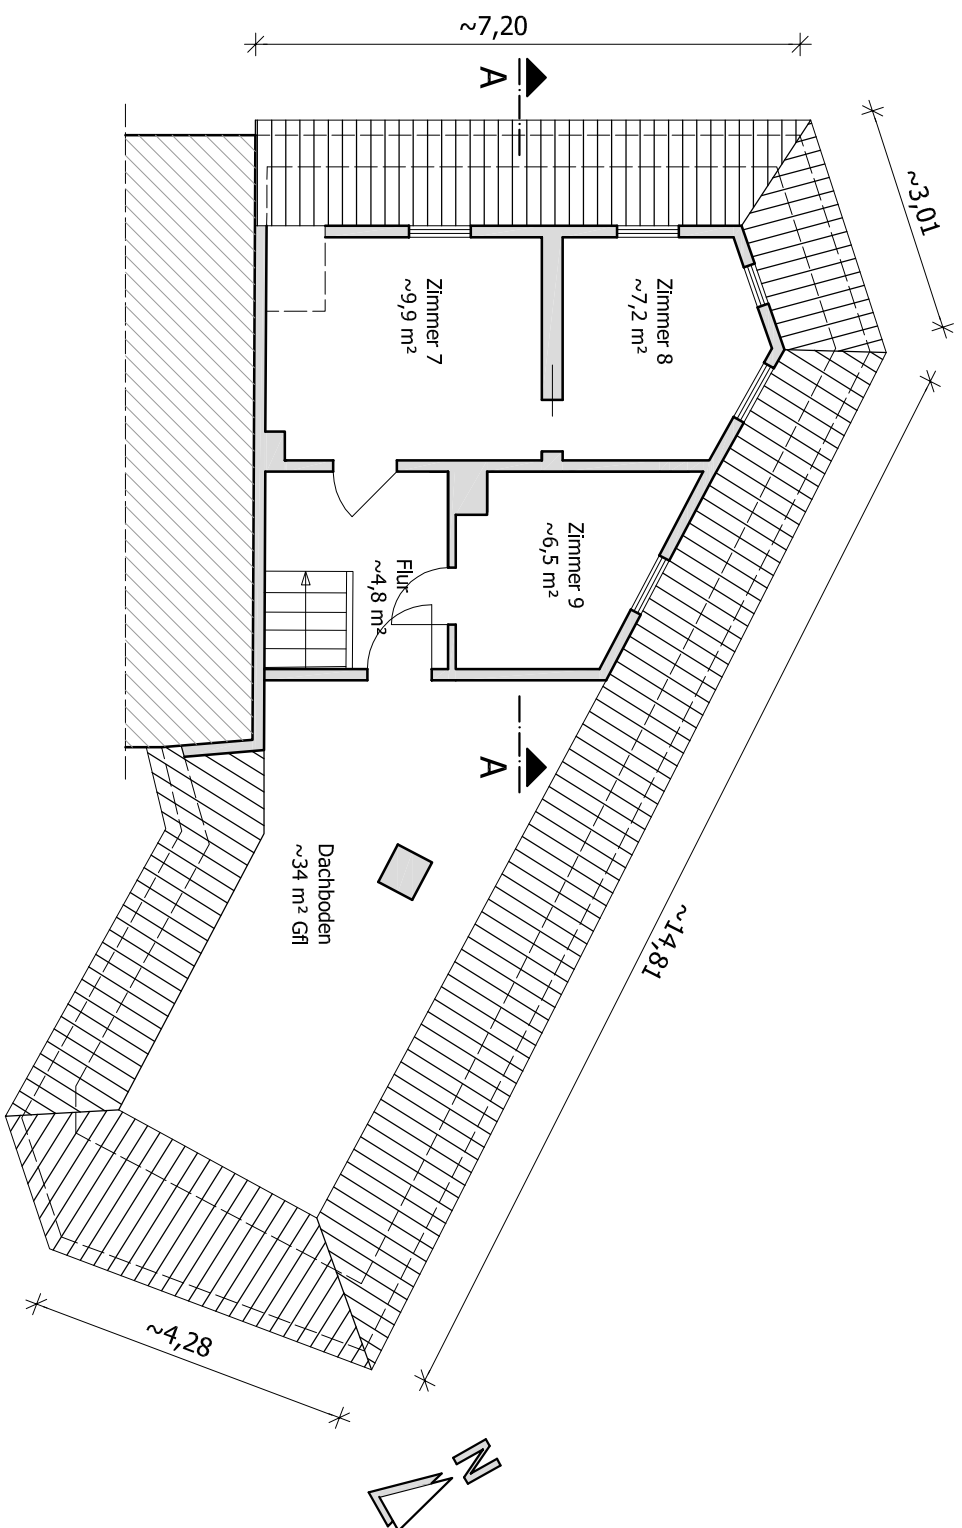 ~7,20
A
~3,01
Zimmer 7
~9,9 m²
Zimmer 8
~7,2 m²
Zimmer 9
~6,5 m²
Flur
~4,8 m²
A
Dachboden
~34 m² Gfl
~14,81
~4,28
N